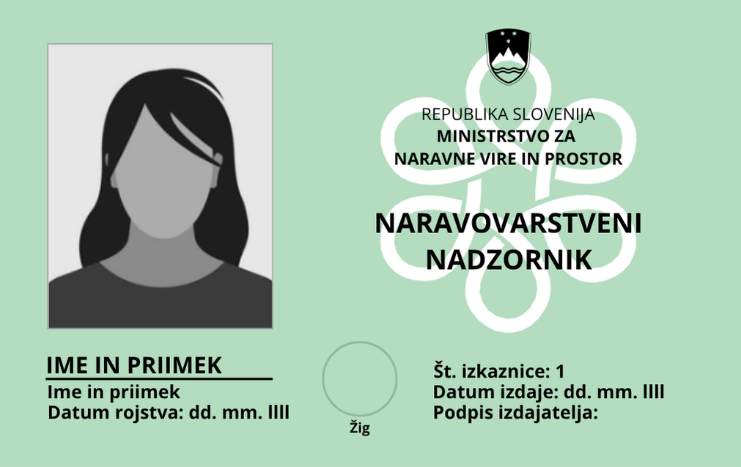 REPUBLIKA SLOVENIJA
MINISTRSTVO ZA
NARAVNE VIRE IN PROSTOR
NARAVOVARSTVENI
NADZORNIK
IME IN PRIIMEK
Ime in priimek
Datum rojstva: dd. mm. llll
Žig
Št. izkaznice: 1
Datum izdaje: dd. mm. llll
Podpis izdajatelja: